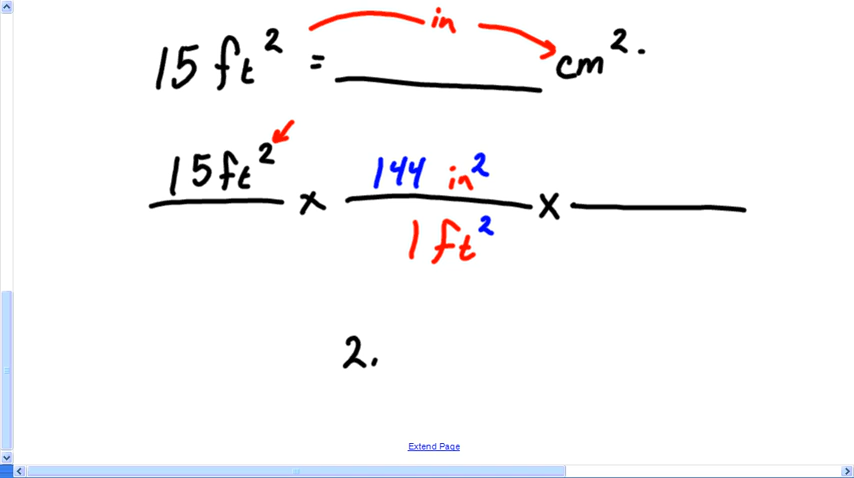 in
15 ft² = ________ cm².
15 ft² x 144 in² x ________
1 ft²
2.
Extend Page